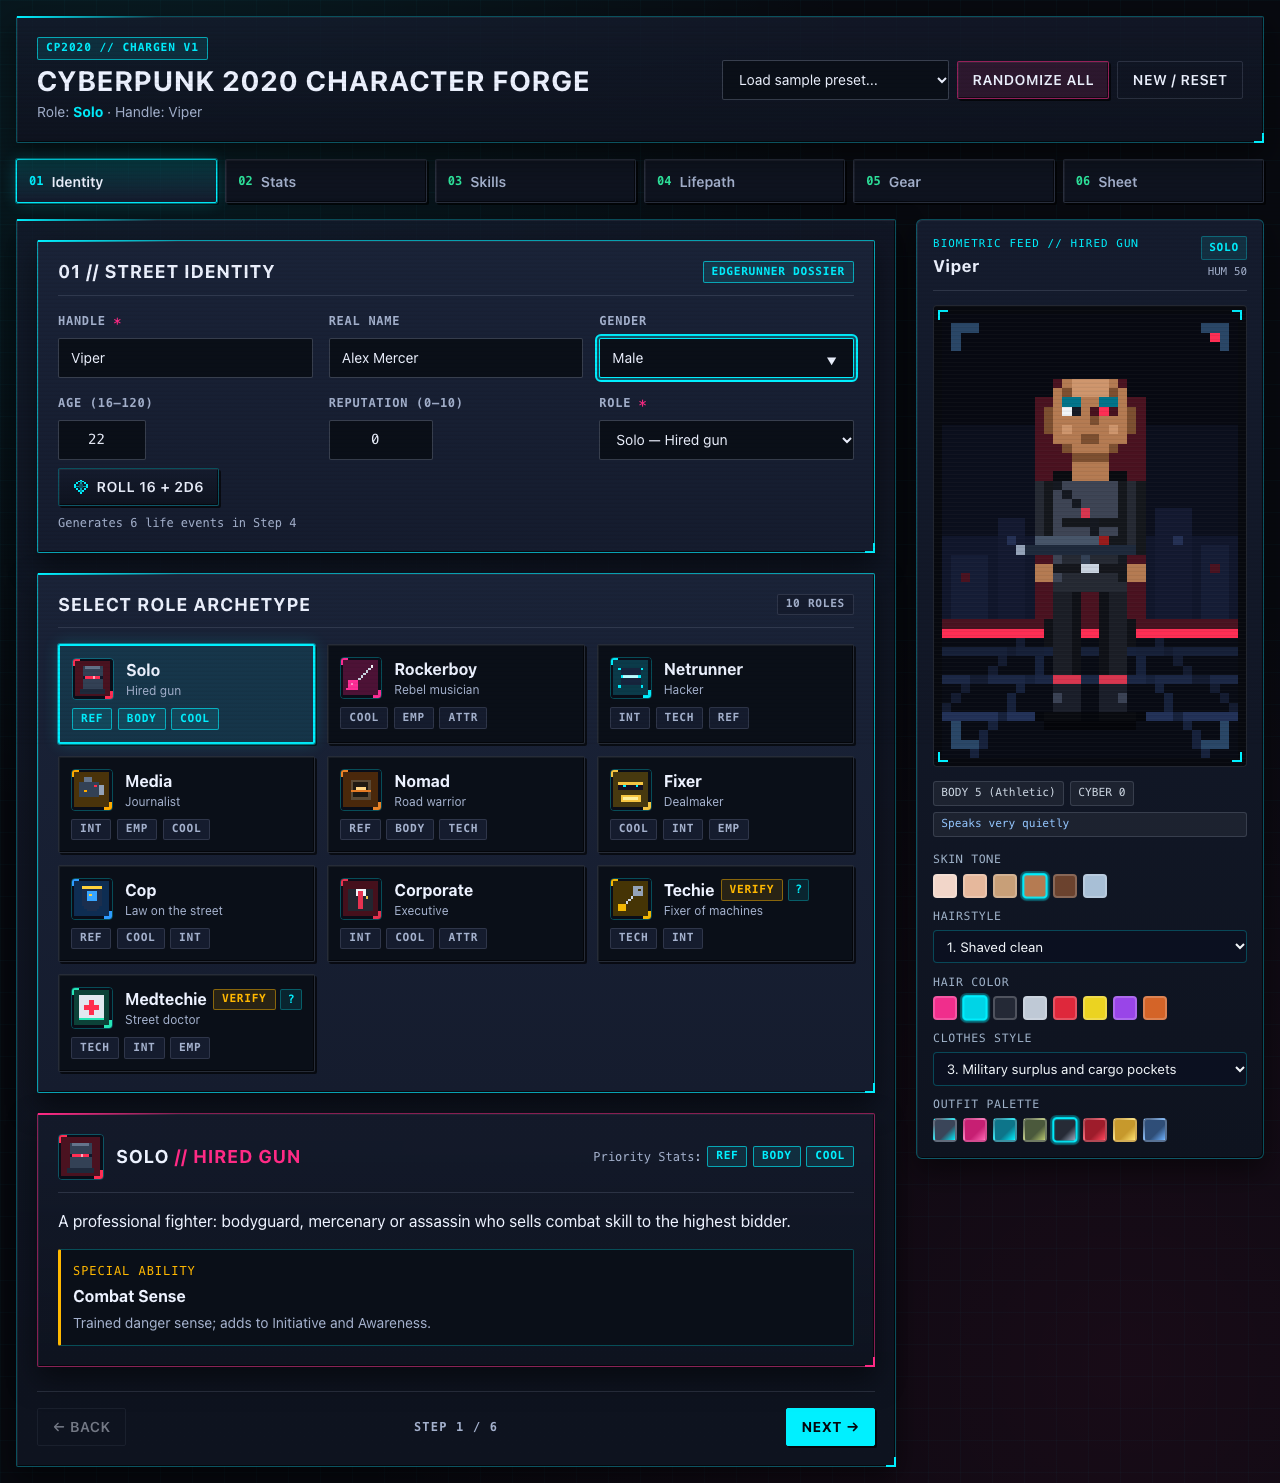 CP2020 // CHARGEN V1
CYBERPUNK 2020 CHARACTER FORGE
Role: Solo · Handle: Viper
Load sample preset...
RANDOMIZE ALL
NEW / RESET
01 Identity
02 Stats
03 Skills
04 Lifepath
05 Gear
06 Sheet
01 // STREET IDENTITY
EDGERUNNER DOSSIER
HANDLE *
REAL NAME
GENDER
Viper
Alex Mercer
Male
AGE (16–120)
REPUTATION (0–10)
ROLE *
22
0
Solo — Hired gun
ROLL 16 + 2D6
Generates 6 life events in Step 4
SELECT ROLE ARCHETYPE
10 ROLES
Solo
Hired gun
REF BODY COOL
Rockerboy
Rebel musician
COOL EMP ATTR
Netrunner
Hacker
INT TECH REF
Media
Journalist
INT EMP COOL
Nomad
Road warrior
REF BODY TECH
Fixer
Dealmaker
COOL INT EMP
Cop
Law on the street
REF COOL INT
Corporate
Executive
INT COOL ATTR
Techie VERIFY ?
Fixer of machines
TECH INT
Medtechie VERIFY ?
Street doctor
TECH INT EMP
SOLO // HIRED GUN
Priority Stats: REF BODY COOL
A professional fighter: bodyguard, mercenary or assassin who sells combat skill to the highest bidder.
SPECIAL ABILITY
Combat Sense
Trained danger sense; adds to Initiative and Awareness.
← BACK
STEP 1 / 6
NEXT →
BIOMETRIC FEED // HIRED GUN
Viper
SOLO
HUM 50
BODY 5 (Athletic)
CYBER 0
Speaks very quietly
SKIN TONE
HAIRSTYLE
1. Shaved clean
HAIR COLOR
CLOTHES STYLE
3. Military surplus and cargo pockets
OUTFIT PALETTE